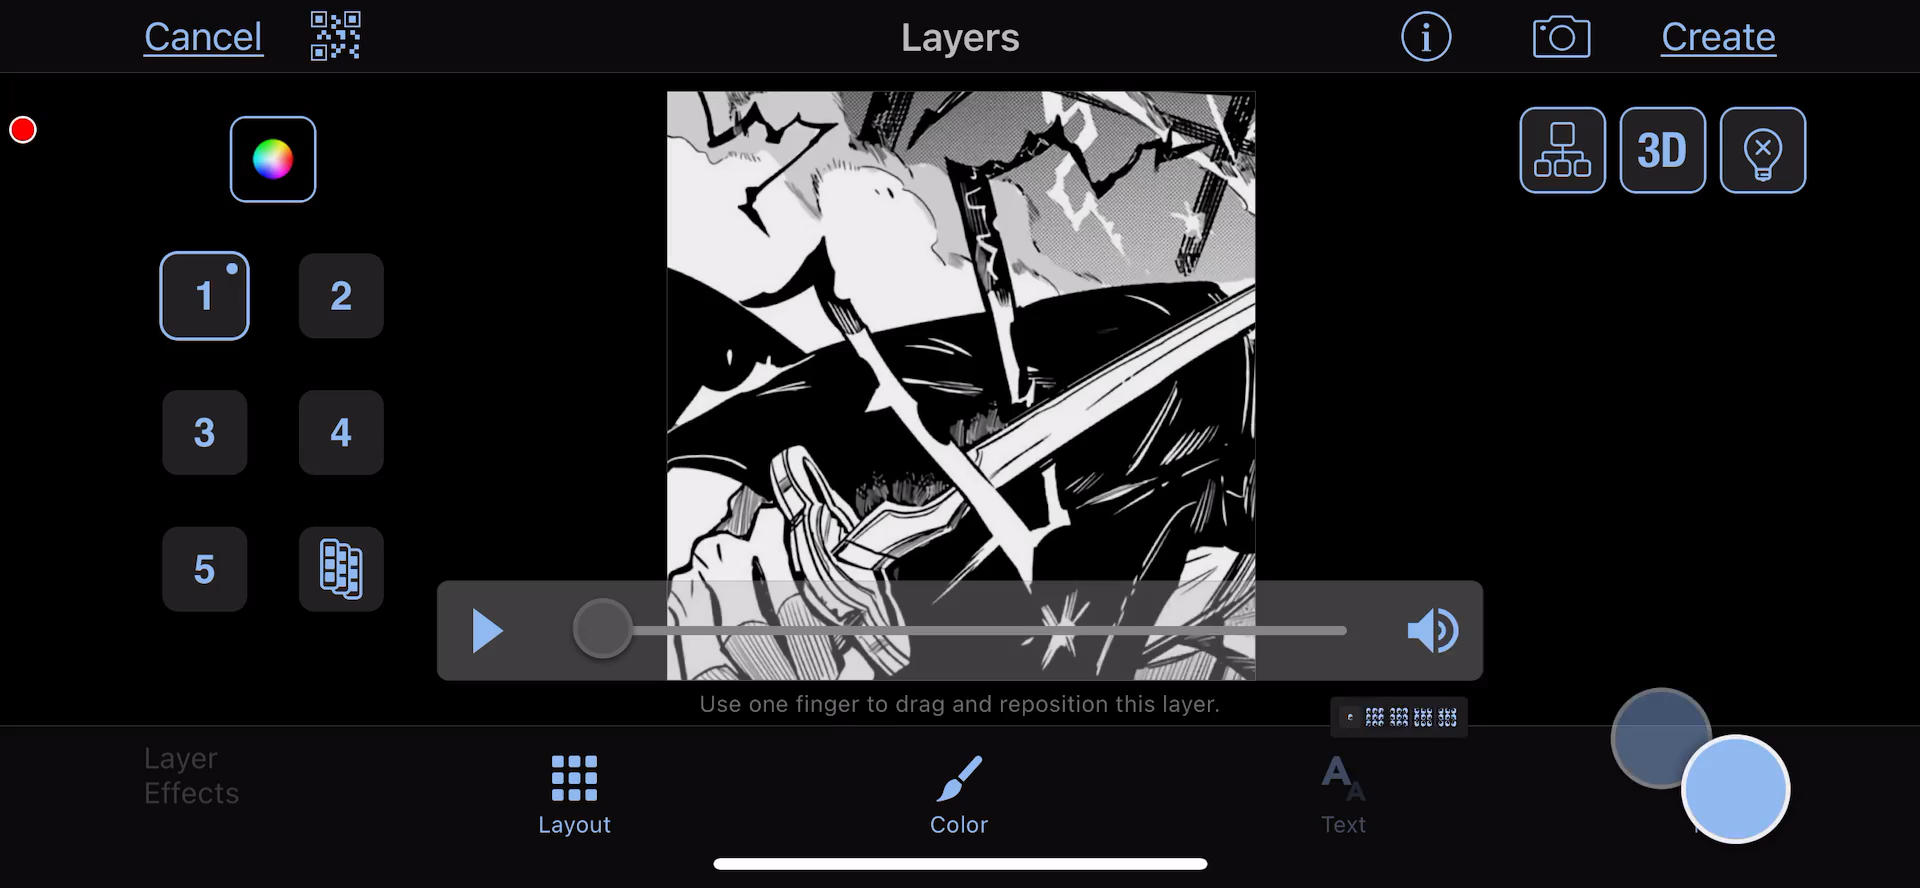 Cancel
Layers
Create
3D
1
2
3
4
5
Use one finger to drag and reposition this layer.
Layer
Effects
Layout
Color
Text